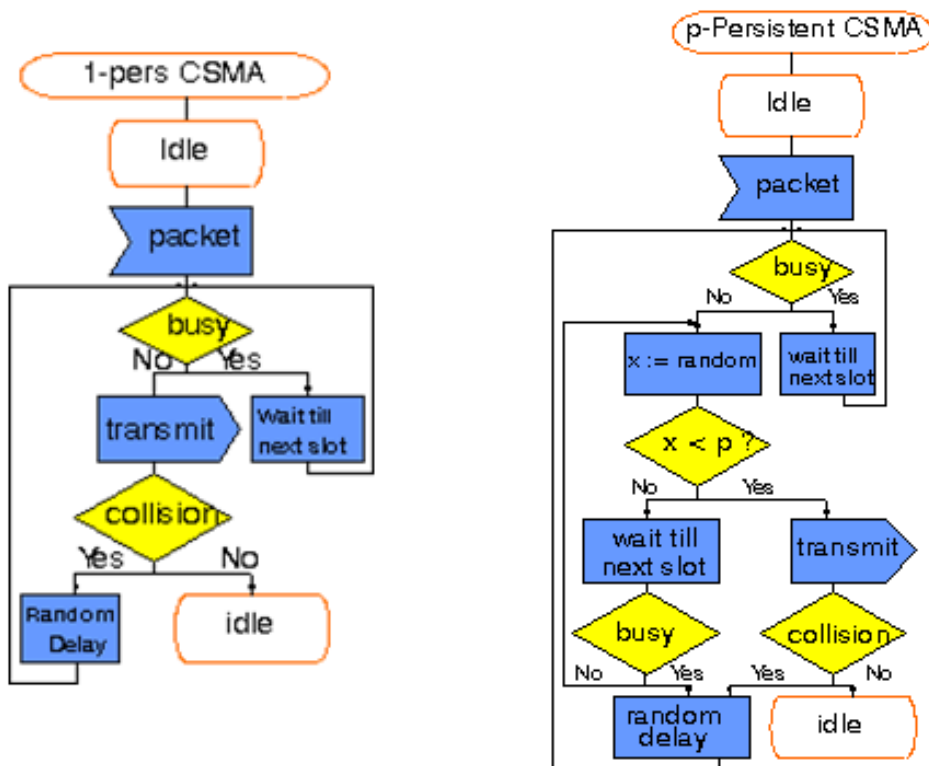 1-pers CSMA
Idle
packet
busy
No Yes
transmit
Wait till
next slot
collision
Yes No
Random
Delay
idle
p-Persistent CSMA
Idle
packet
busy
No Yes
x := random
wait till
next slot
x < p ?
No Yes
wait till
next slot
transmit
busy
collision
No Yes
Yes No
random
delay
idle